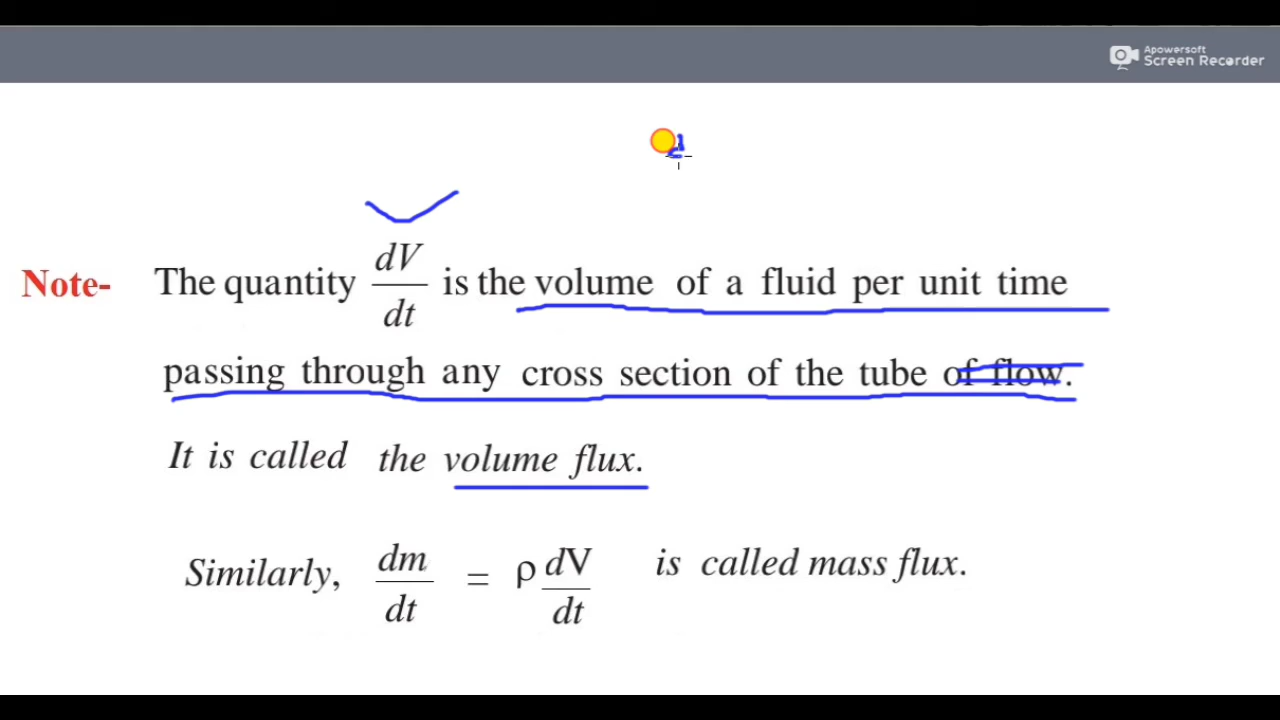 Apowersoft
Screen Recorder
Note- The quantity dV/dt is the volume of a fluid per unit time
passing through any cross section of the tube of flow.
It is called the volume flux.
Similarly, dm/dt = ρ dV/dt is called mass flux.